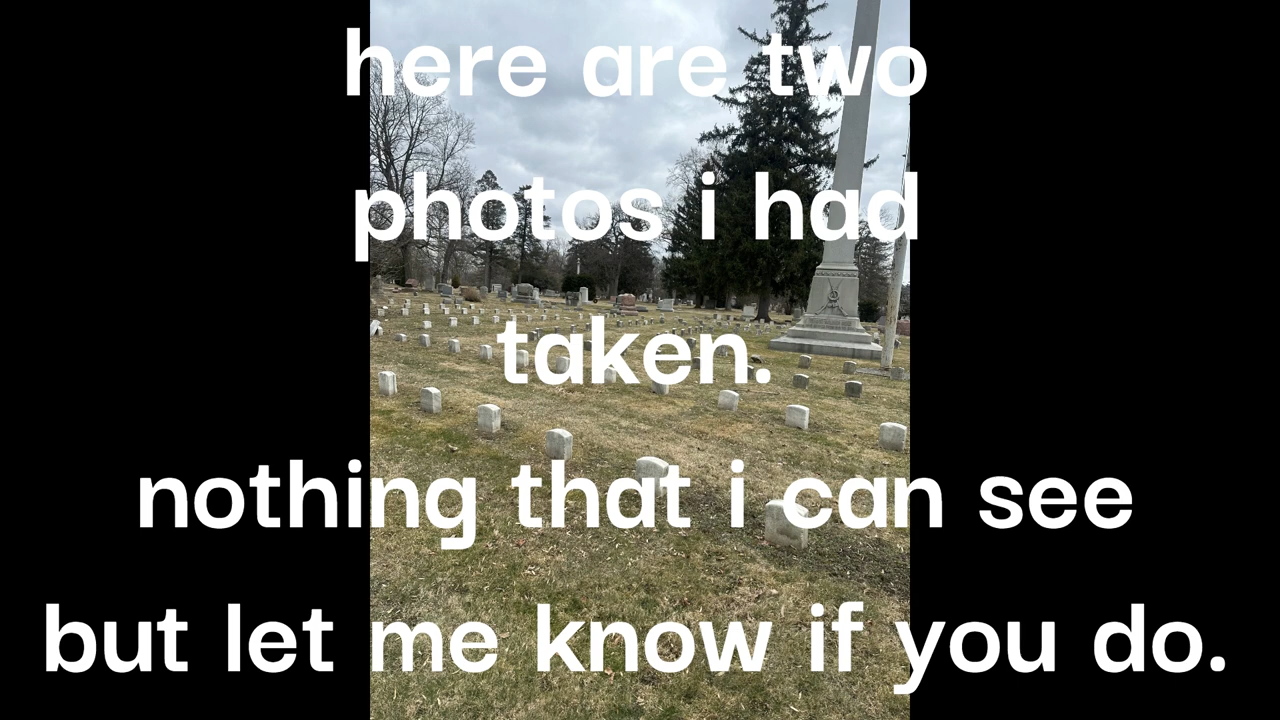 here are two
photos i had
taken.
nothing that i can see
but let me know if you do.